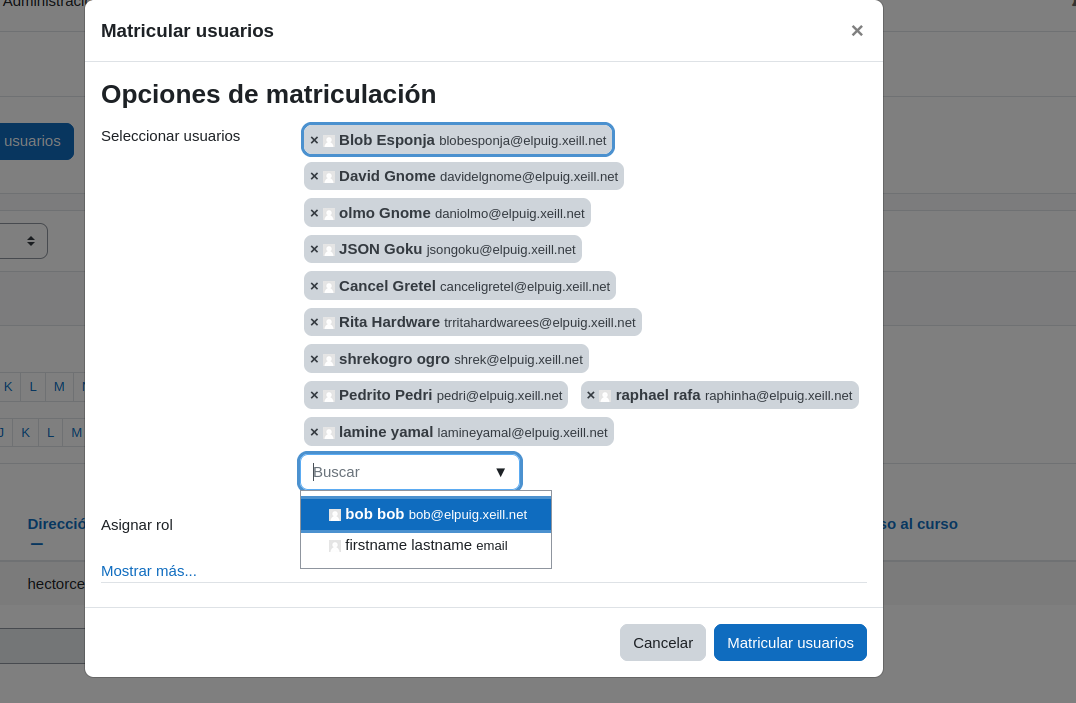 Administraci
Matricular usuarios ×
Opciones de matriculación
Seleccionar usuarios
× Blob Esponja blobesponja@elpuig.xeill.net
usuarios
× David Gnome davidelgnome@elpuig.xeill.net
× olmo Gnome daniolmo@elpuig.xeill.net
× JSON Goku jsongoku@elpuig.xeill.net
× Cancel Gretel canceligretel@elpuig.xeill.net
× Rita Hardware trritahardwarees@elpuig.xeill.net
× shrekogro ogro shrek@elpuig.xeill.net
K L M
× Pedrito Pedri pedri@elpuig.xeill.net × raphael rafa raphinha@elpuig.xeill.net
J K L M
× lamine yamal lamineyamal@elpuig.xeill.net
Buscar ▼
bob bob bob@elpuig.xeill.net
Direcció
Asignar rol
so al curso
firstname lastname email
Mostrar más...
hectorce
Cancelar Matricular usuarios